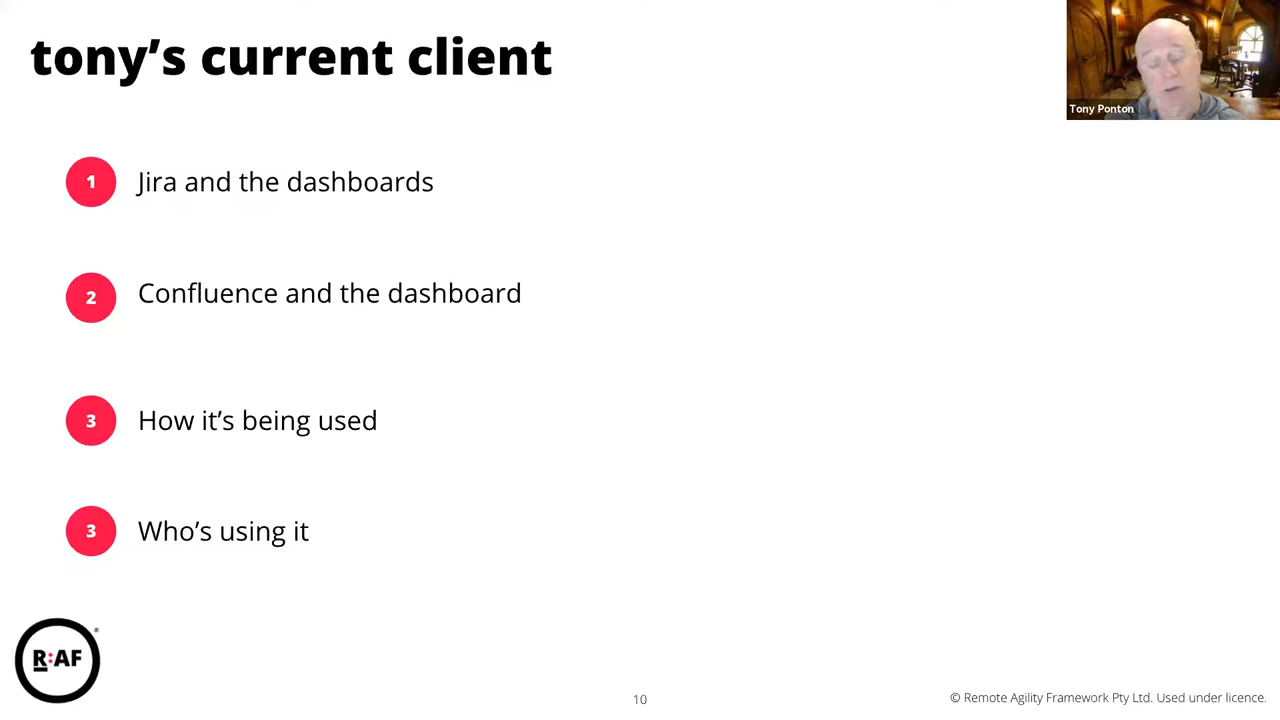 tony’s current client
Tony Ponton
1
Jira and the dashboards
2
Confluence and the dashboard
3
How it’s being used
3
Who’s using it
R:AF
®
10
© Remote Agility Framework Pty Ltd. Used under licence.